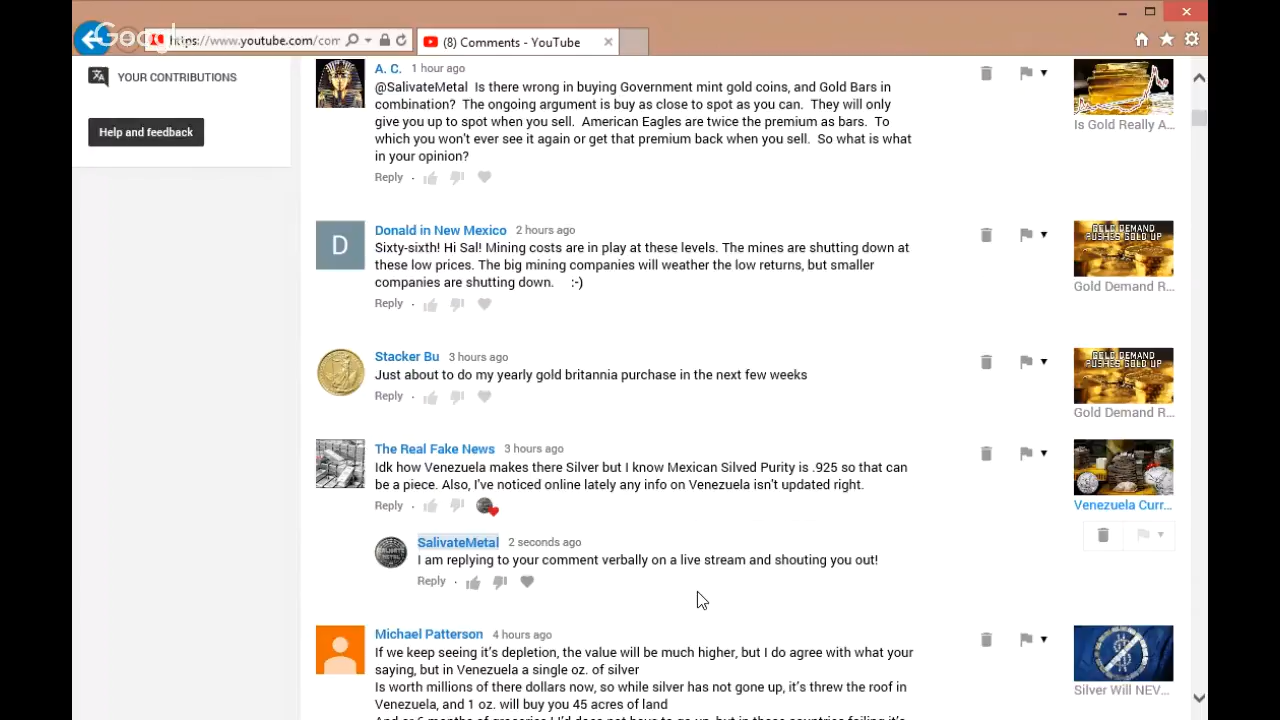 Google
https://www.youtube.com/com
(8) Comments - YouTube
YOUR CONTRIBUTIONS
Help and feedback
A. C. 1 hour ago
@SalivateMetal Is there wrong in buying Government mint gold coins, and Gold Bars in
combination? The ongoing argument is buy as close to spot as you can. They will only
give you up to spot when you sell. American Eagles are twice the premium as bars. To
which you won't ever see it again or get that premium back when you sell. So what is what
in your opinion?
Reply
Is Gold Really A...
Donald in New Mexico 2 hours ago
Sixty-sixth! Hi Sal! Mining costs are in play at these levels. The mines are shutting down at
these low prices. The big mining companies will weather the low returns, but smaller
companies are shutting down. :-)
Reply
GOLD DEMAND
PUSHES GOLD UP
Gold Demand R...
Stacker Bu 3 hours ago
Just about to do my yearly gold britannia purchase in the next few weeks
Reply
GOLD DEMAND
PUSHES GOLD UP
Gold Demand R...
The Real Fake News 3 hours ago
Idk how Venezuela makes there Silver but I know Mexican Silved Purity is .925 so that can
be a piece. Also, I've noticed online lately any info on Venezuela isn't updated right.
Reply
Venezuela Curr...
SalivateMetal 2 seconds ago
I am replying to your comment verbally on a live stream and shouting you out!
Reply
Michael Patterson 4 hours ago
If we keep seeing it's depletion, the value will be much higher, but I do agree with what your
saying, but in Venezuela a single oz. of silver
Is worth millions of there dollars now, so while silver has not gone up, it's threw the roof in
Venezuela, and 1 oz. will buy you 45 acres of land
Silver Will NEV...